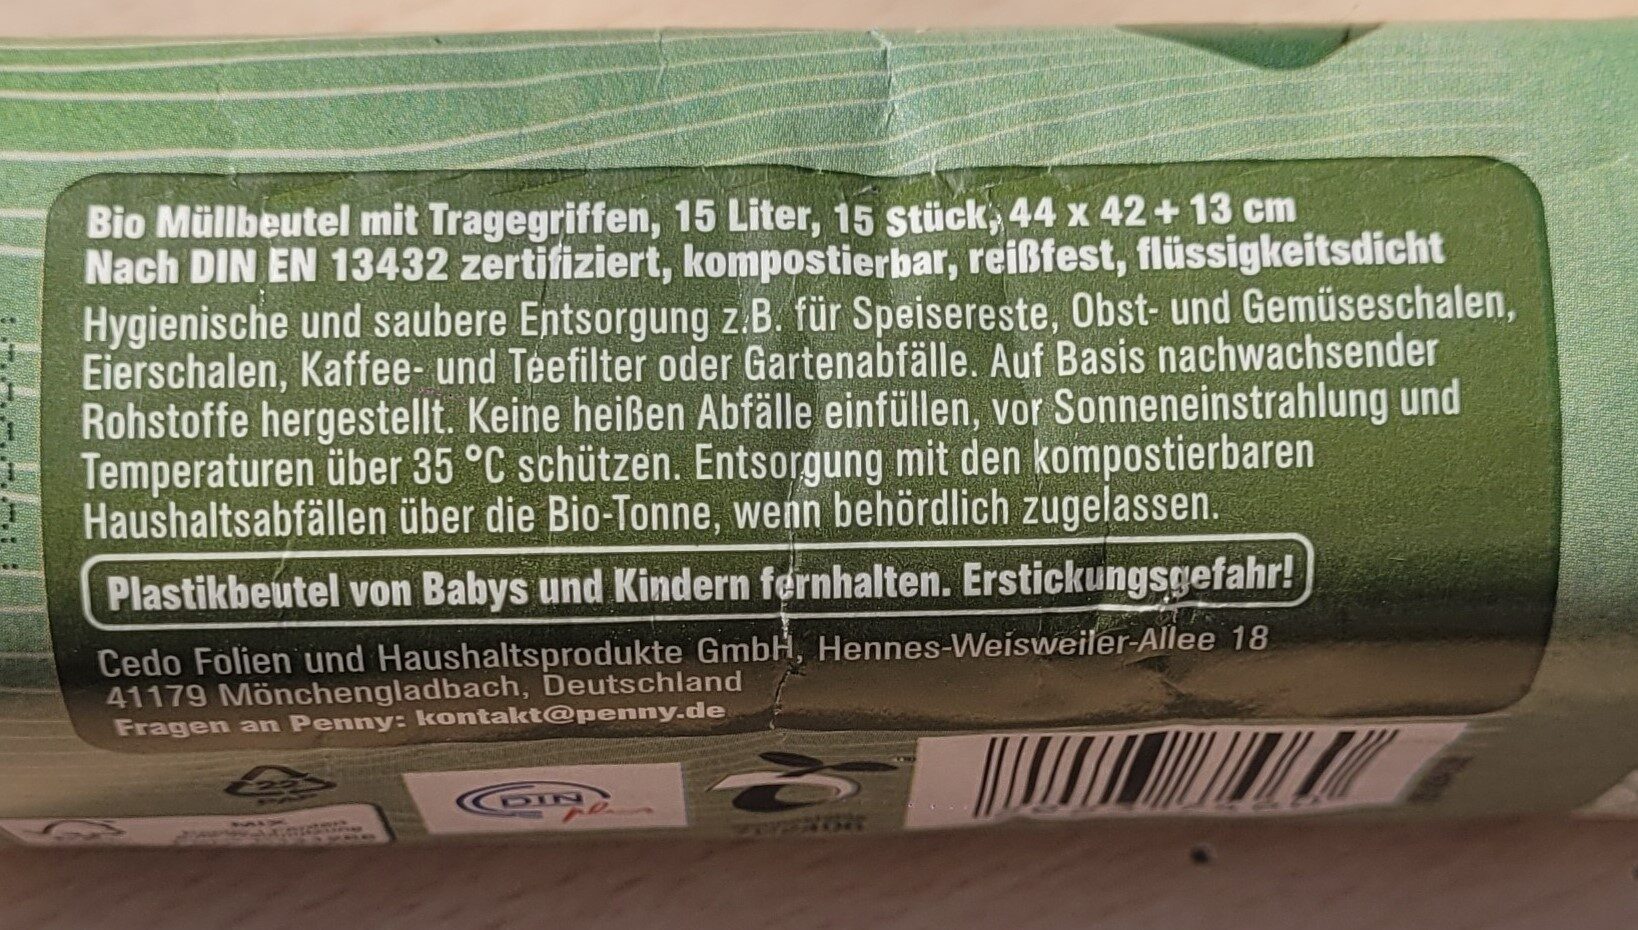 Bio Müllbeutel mit Tragegriffen, 15 Liter, 15 Stück, 44 x 42 + 13 cm
Nach DIN EN 13432 zertifiziert, kompostierbar, reißfest, flüssigkeitsdicht
Hygienische und saubere Entsorgung z.B. für Speisereste, Obst- und Gemüseschalen,
Eierschalen, Kaffee- und Teefilter oder Gartenabfälle. Auf Basis nachwachsender
Rohstoffe hergestellt. Keine heißen Abfälle einfüllen, vor Sonneneinstrahlung und
Temperaturen über 35 °C schützen. Entsorgung mit den kompostierbaren
Haushaltsabfällen über die Bio-Tonne, wenn behördlich zugelassen.
Plastikbeutel von Babys und Kindern fernhalten. Erstickungsgefahr!
Cedo Folien und Haushaltsprodukte GmbH, Hennes-Weisweiler-Allee 18
41179 Mönchengladbach, Deutschland
Fragen an Penny: kontakt@penny.de
22
PAP
MIX
DIN plus